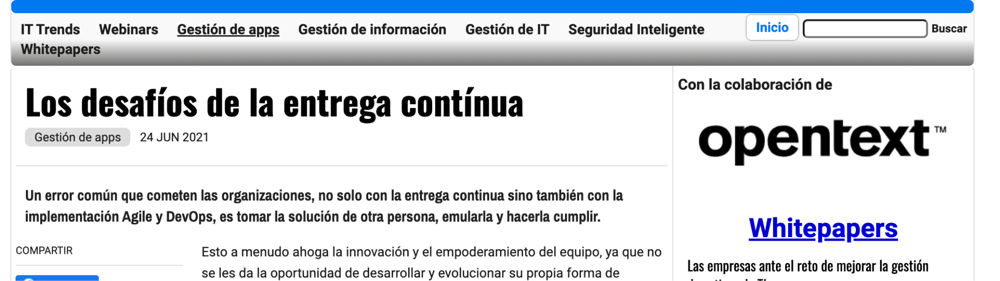 IT Trends Webinars Gestión de apps Gestión de información Gestión de IT Seguridad Inteligente
Whitepapers
Inicio Buscar
Los desafíos de la entrega contínua
Gestión de apps 24 JUN 2021
Un error común que cometen las organizaciones, no solo con la entrega continua sino también con la
implementación Agile y DevOps, es tomar la solución de otra persona, emularla y hacerla cumplir.
COMPARTIR
Esto a menudo ahoga la innovación y el empoderamiento del equipo, ya que no
se les da la oportunidad de desarrollar y evolucionar su propia forma de
Con la colaboración de
opentext™
Whitepapers
Las empresas ante el reto de mejorar la gestión